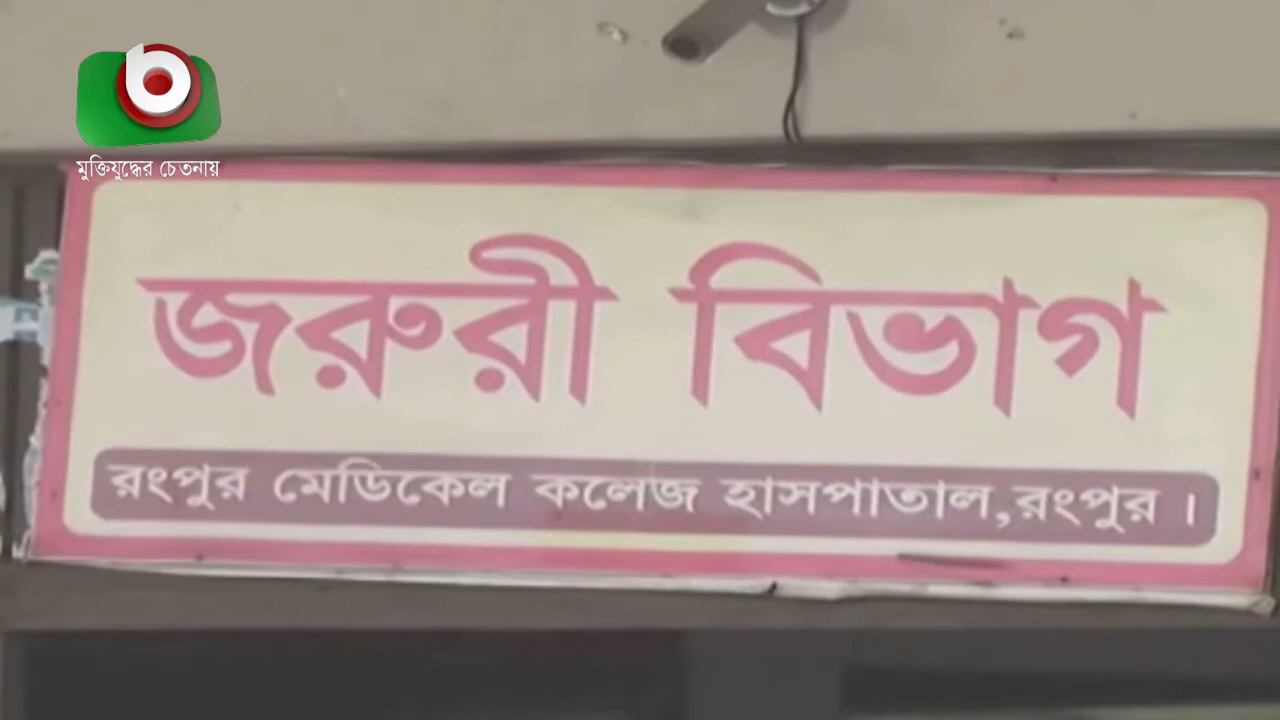 মুক্তিযুদ্ধের চেতনায়
জরুরী বিভাগ
রংপুর মেডিকেল কলেজ হাসপাতাল,রংপুর।